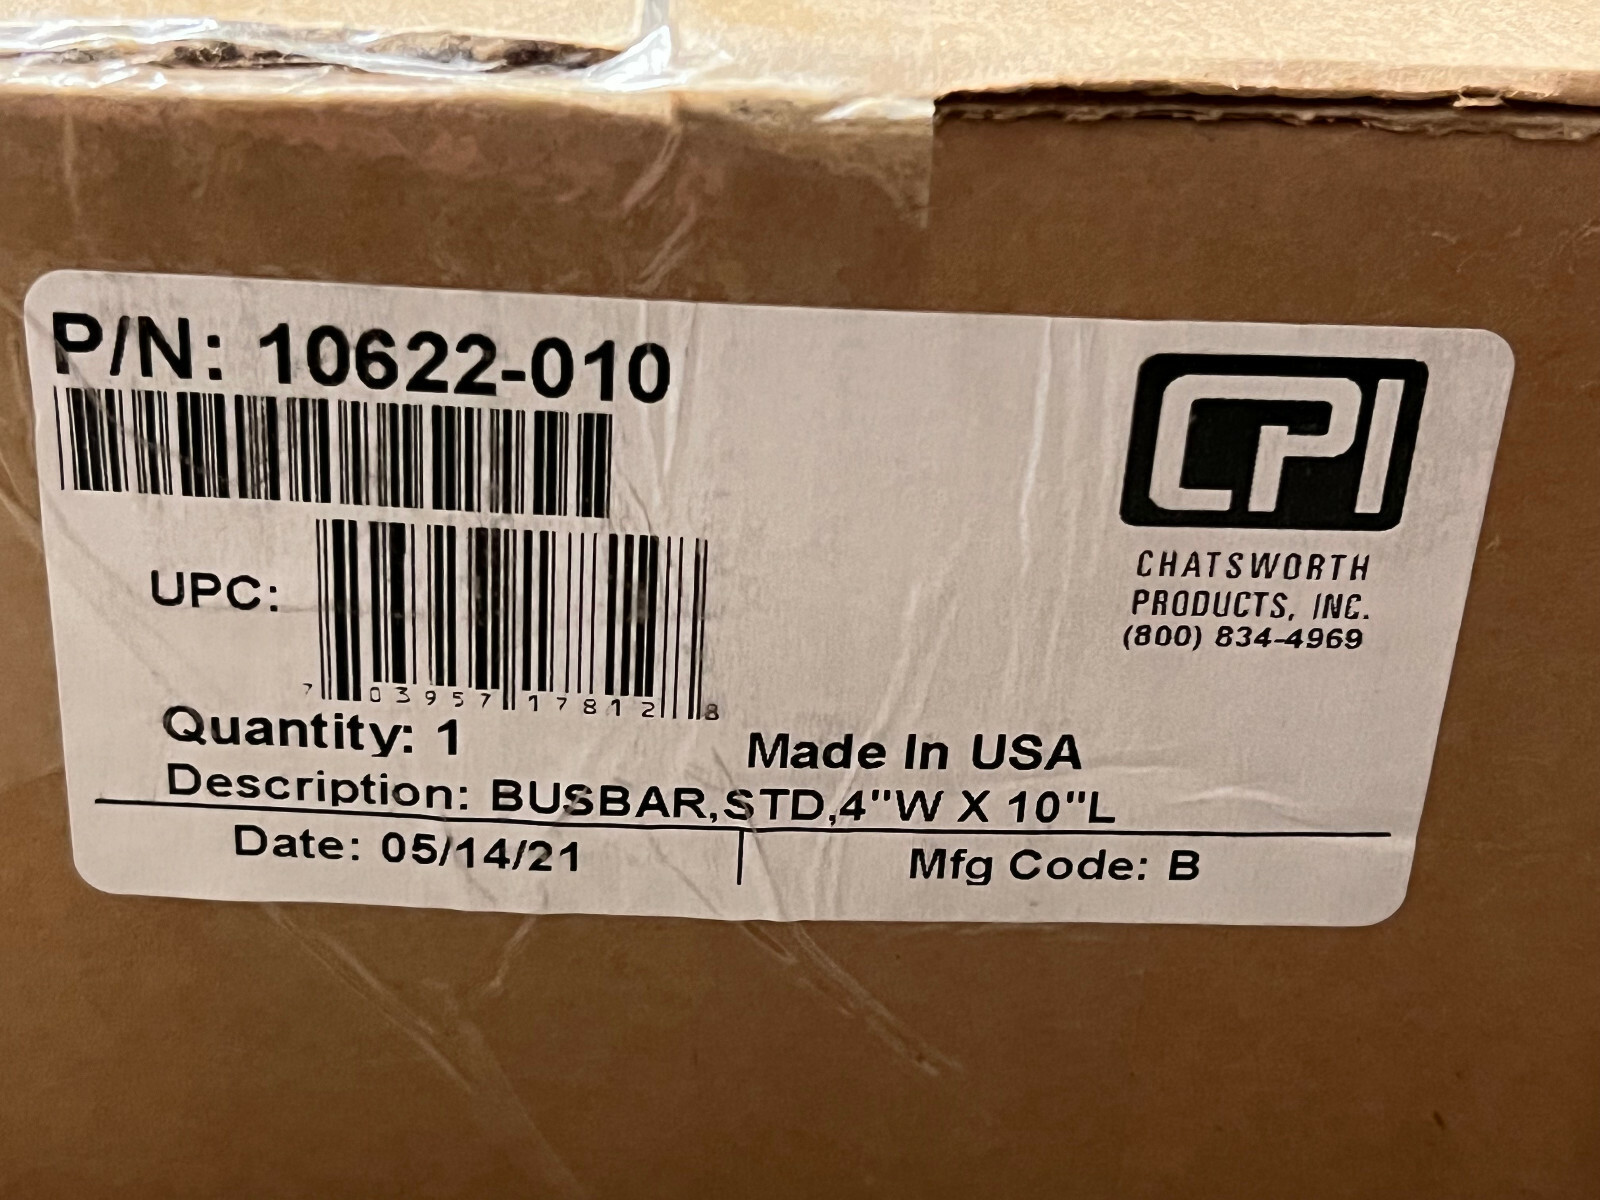 P/N: 10622-010
CPI
CHATSWORTH
PRODUCTS, INC.
(800) 834-4969
UPC:
7 03957 17812 8
Quantity: 1
Made In USA
Description: BUSBAR,STD,4"W X 10"L
Date: 05/14/21
Mfg Code: B